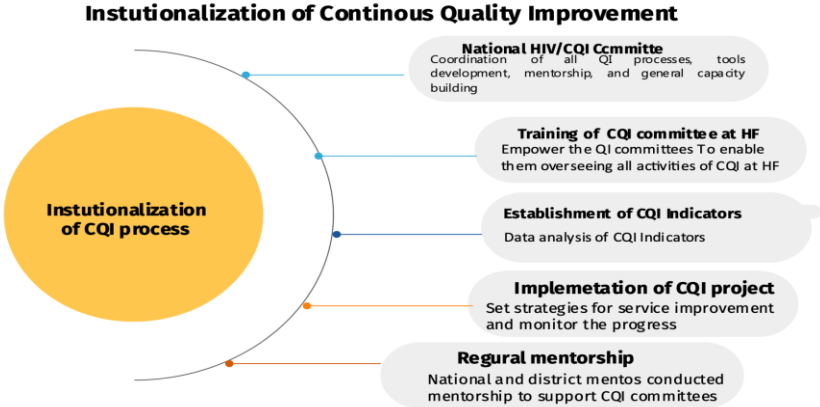 Instutionalization of Continous Quality Improvement
National HIV/CQI Ccmmitte
Coordination of all QI processes, tools
development, mentorship, and general capacity
building
Training of CQI committee at HF
Empower the QI committees To enable
them overseeing all activities of CQI at HF
Instutionalization
of CQI process
Establishment of CQI Indicators
Data analysis of CQI Indicators
Implemetation of CQI project
Set strategies for service improvement
and monitor the progress
Regural mentorship
National and district mentos conducted
mentorship to support CQI committees